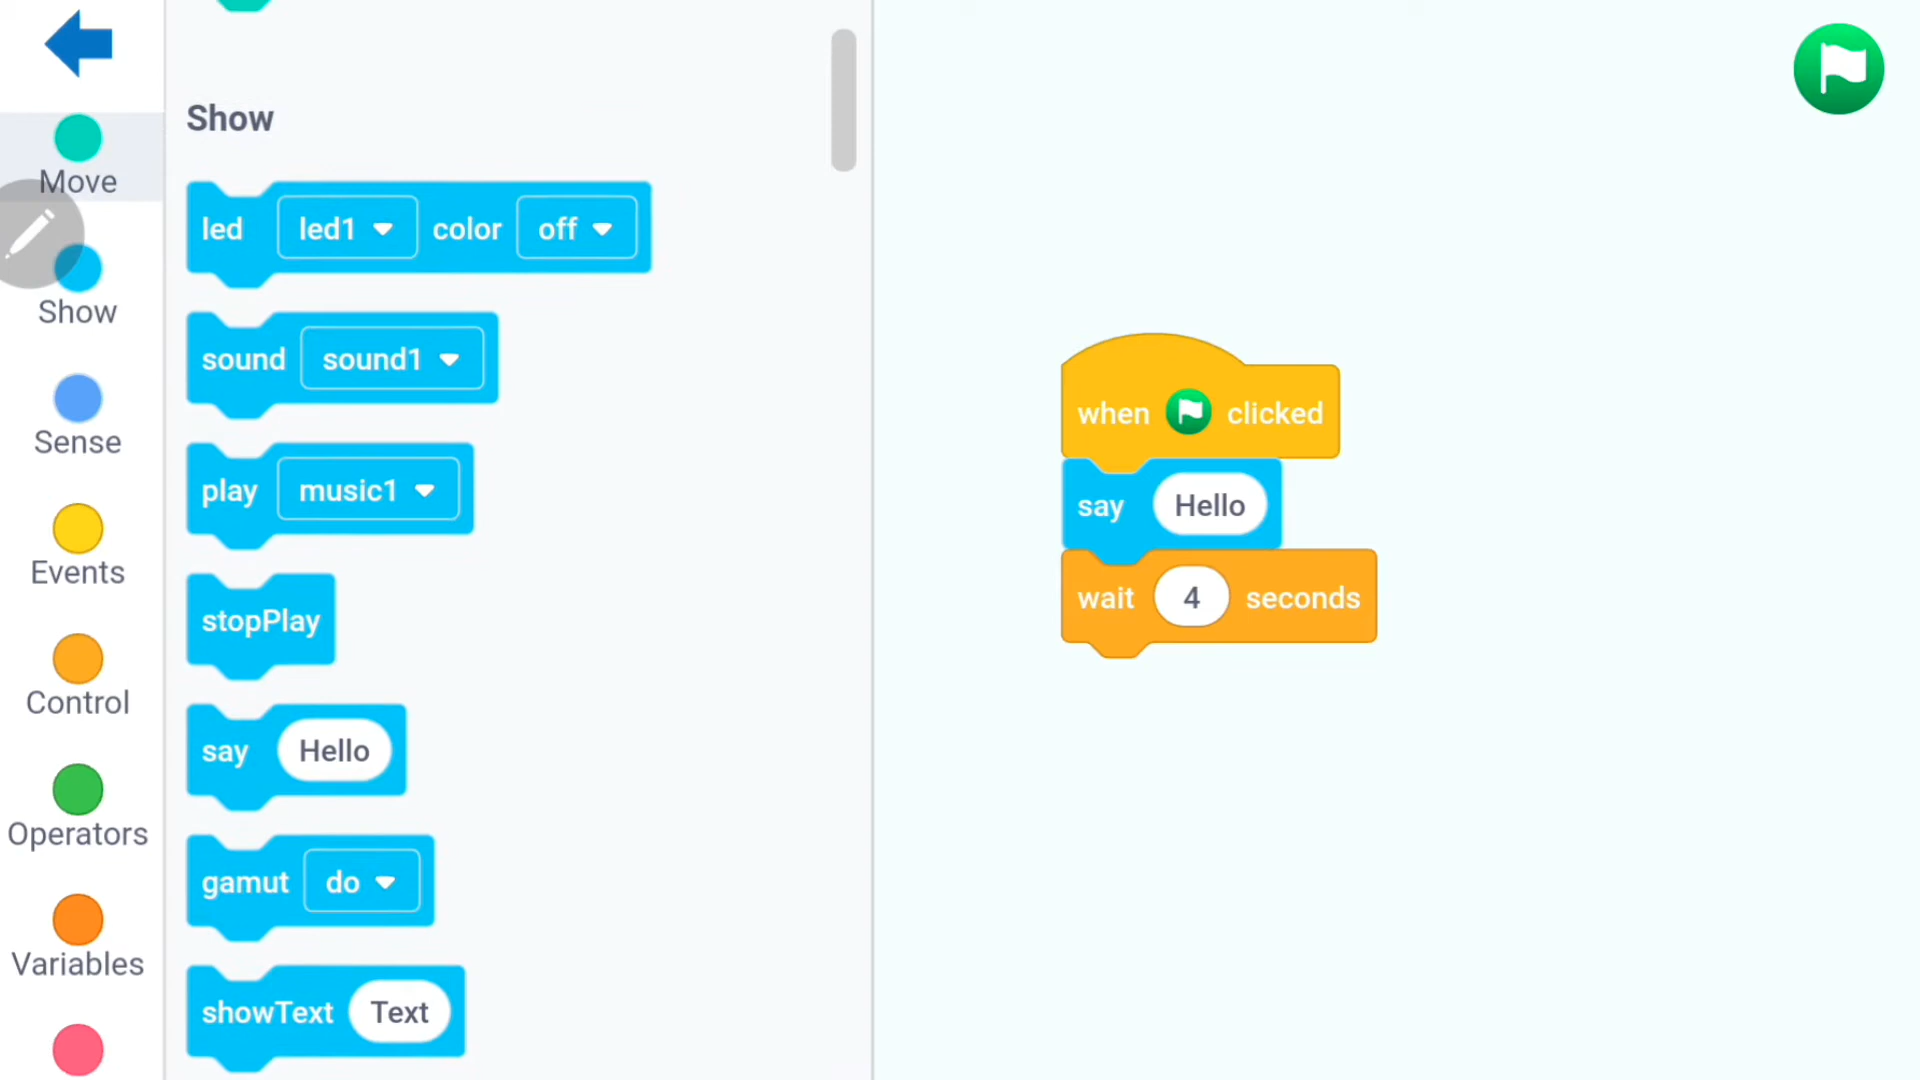 Move
Show
Sense
Events
Control
Operators
Variables
Show
led led1 color off
sound sound1
play music1
stopPlay
say Hello
gamut do
showText Text
when clicked
say Hello
wait 4 seconds